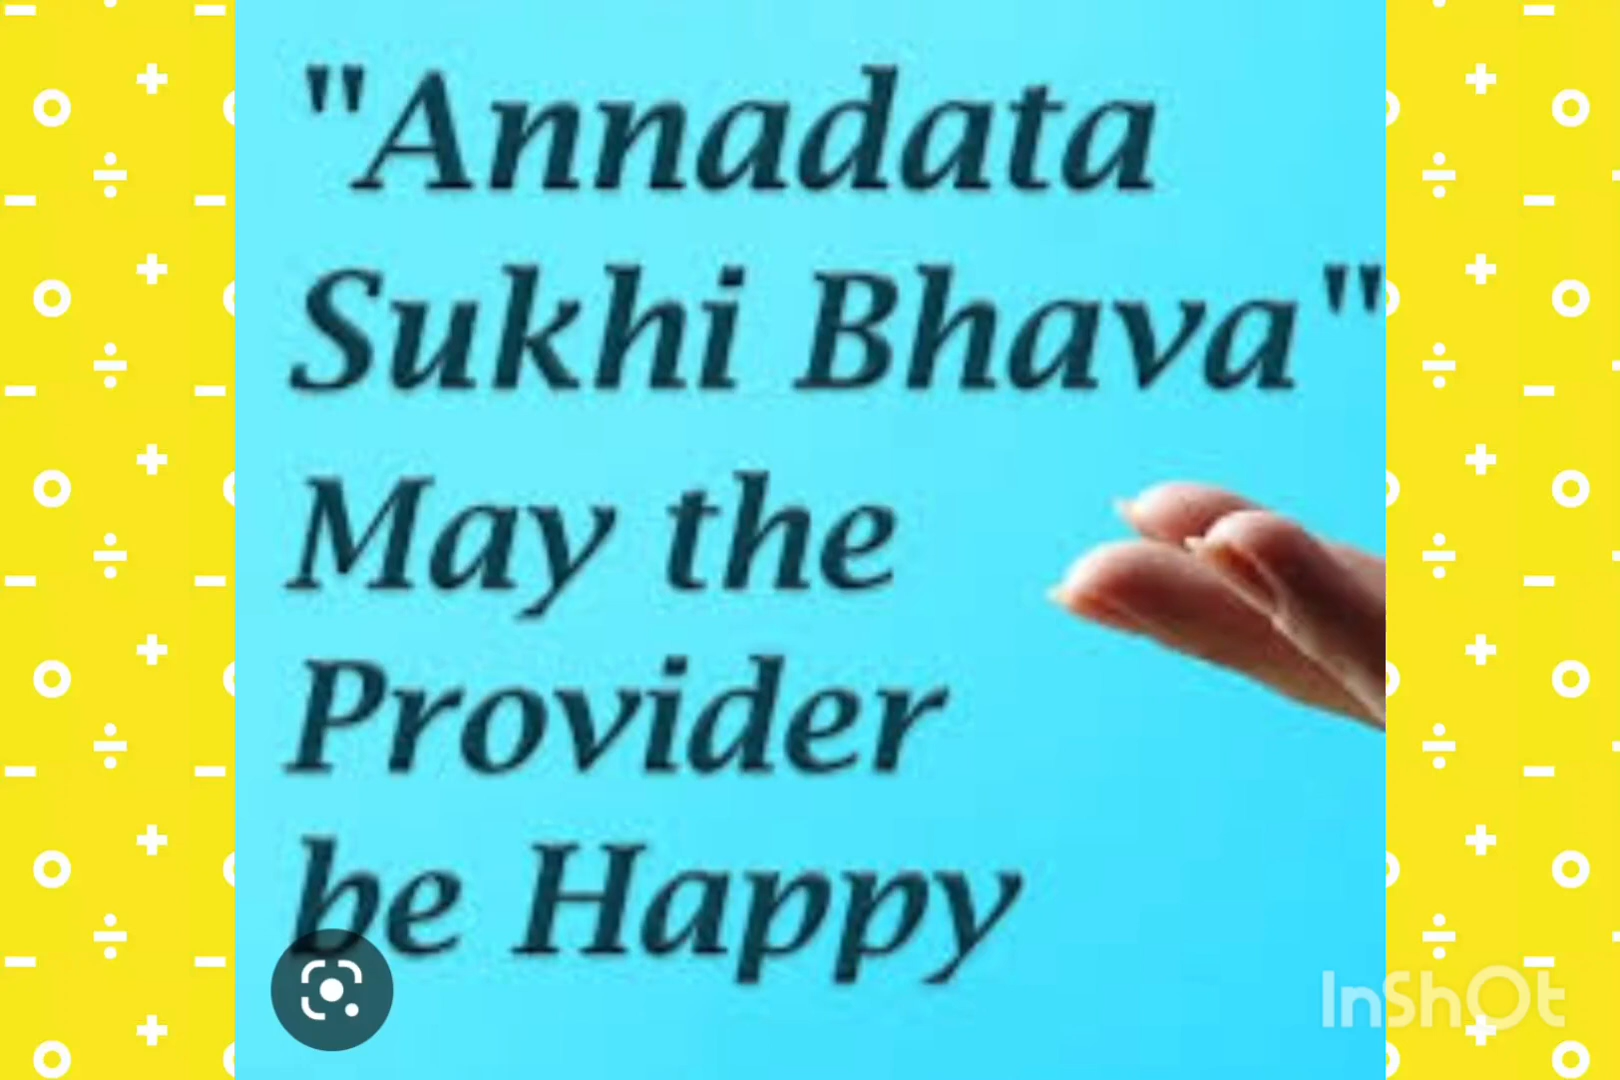 "Annadata
Sukhi Bhava"
May the
Provider
be Happy
InShOt